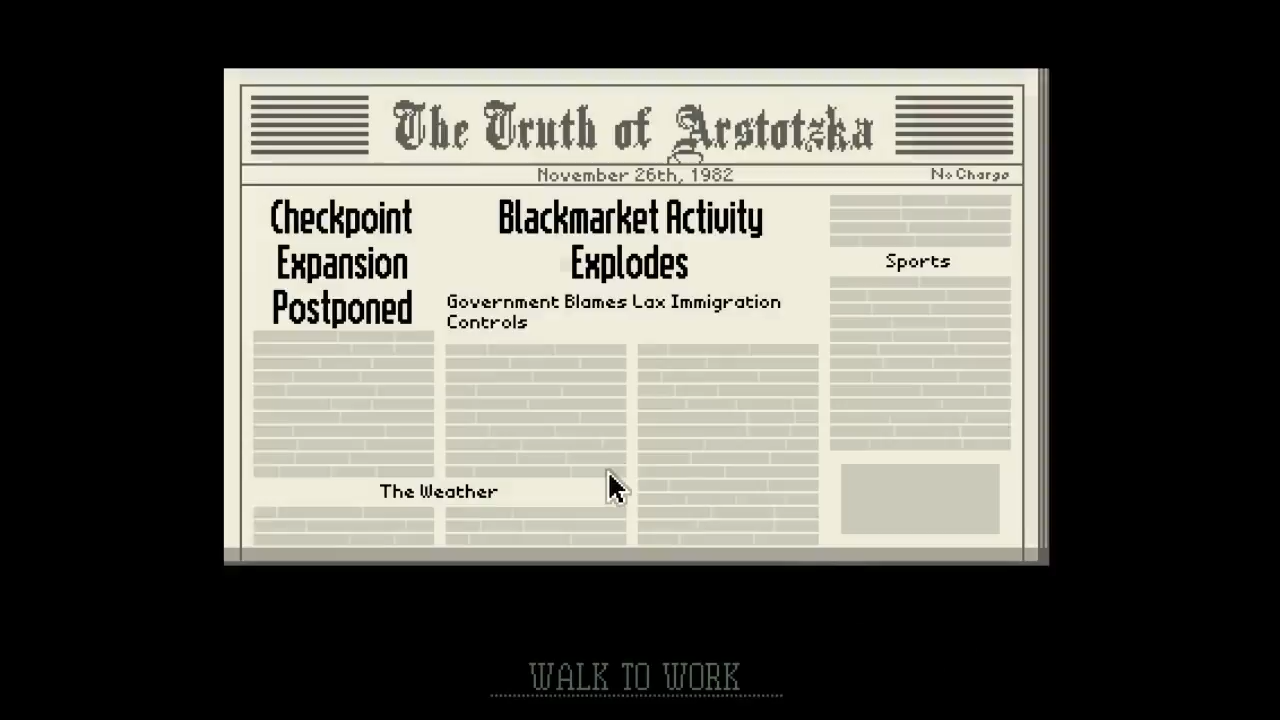 The Truth of Arstotzka
November 26th, 1982
No Charge
Checkpoint
Expansion
Postponed
Blackmarket Activity
Explodes
Government Blames Lax Immigration
Controls
Sports
The Weather
WALK TO WORK